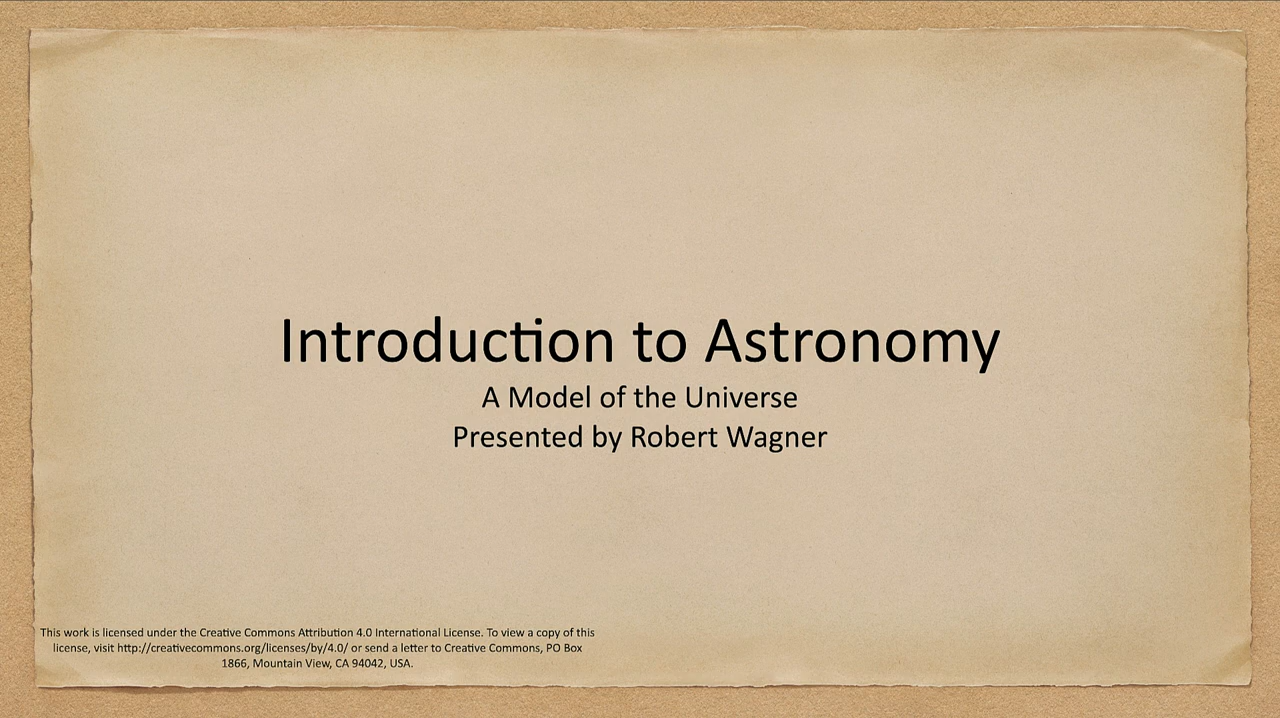 Introduction to Astronomy
A Model of the Universe
Presented by Robert Wagner
This work is licensed under the Creative Commons Attribution 4.0 International License. To view a copy of this
license, visit http://creativecommons.org/licenses/by/4.0/ or send a letter to Creative Commons, PO Box
1866, Mountain View, CA 94042, USA.